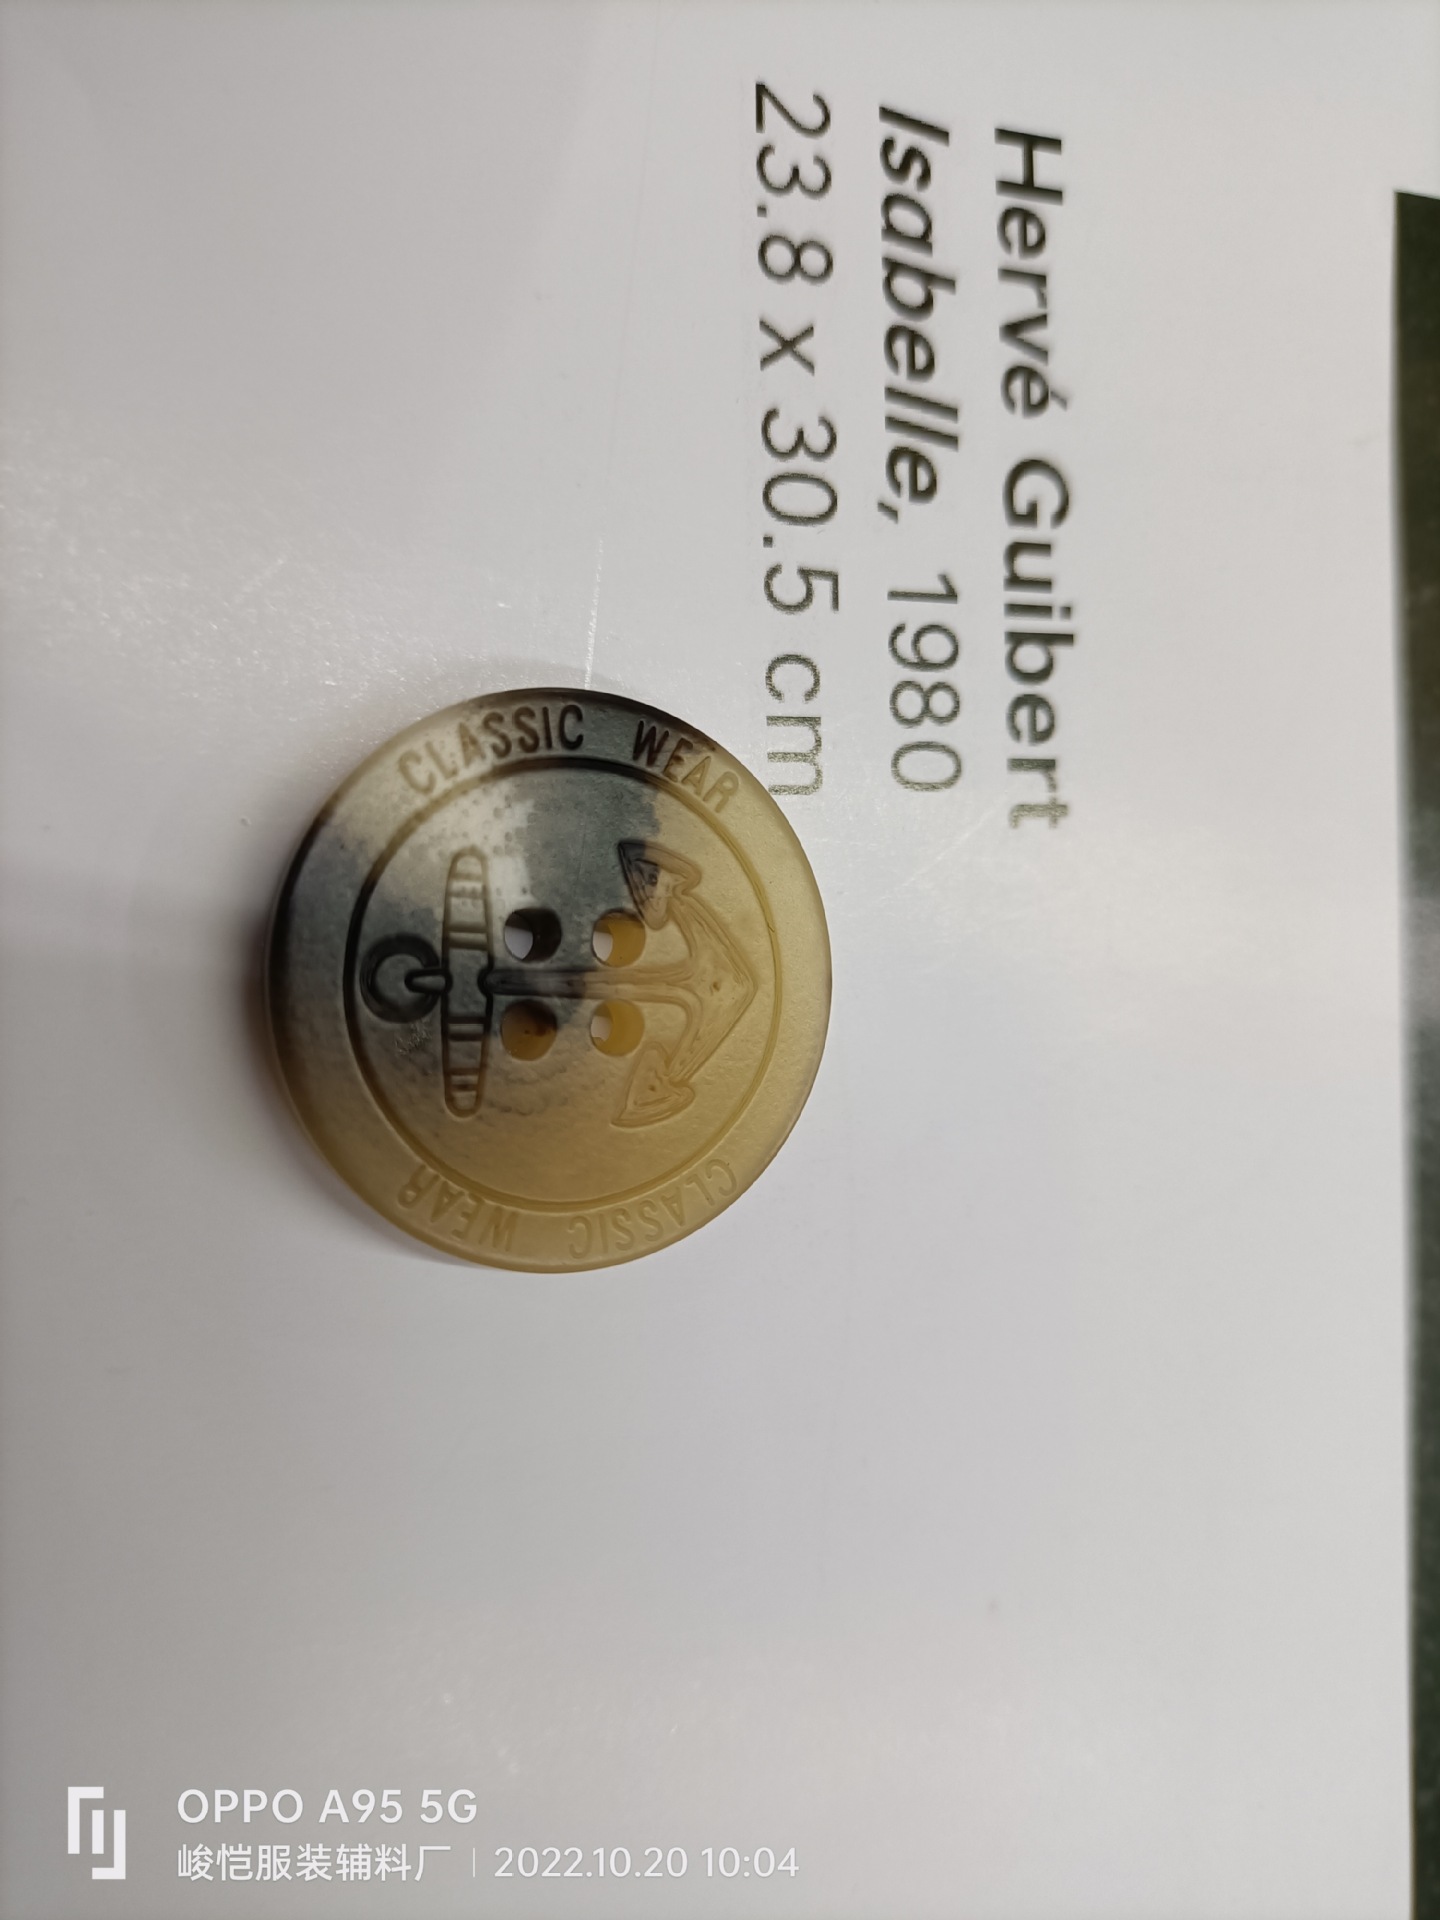 Hervé Guibert
Isabelle, 1980
23.8 x 30.5 cm
CLASSIC WEAR
CLASSIC WEAR
OPPO A95 5G
峻恺服装辅料厂 | 2022.10.20 10:04